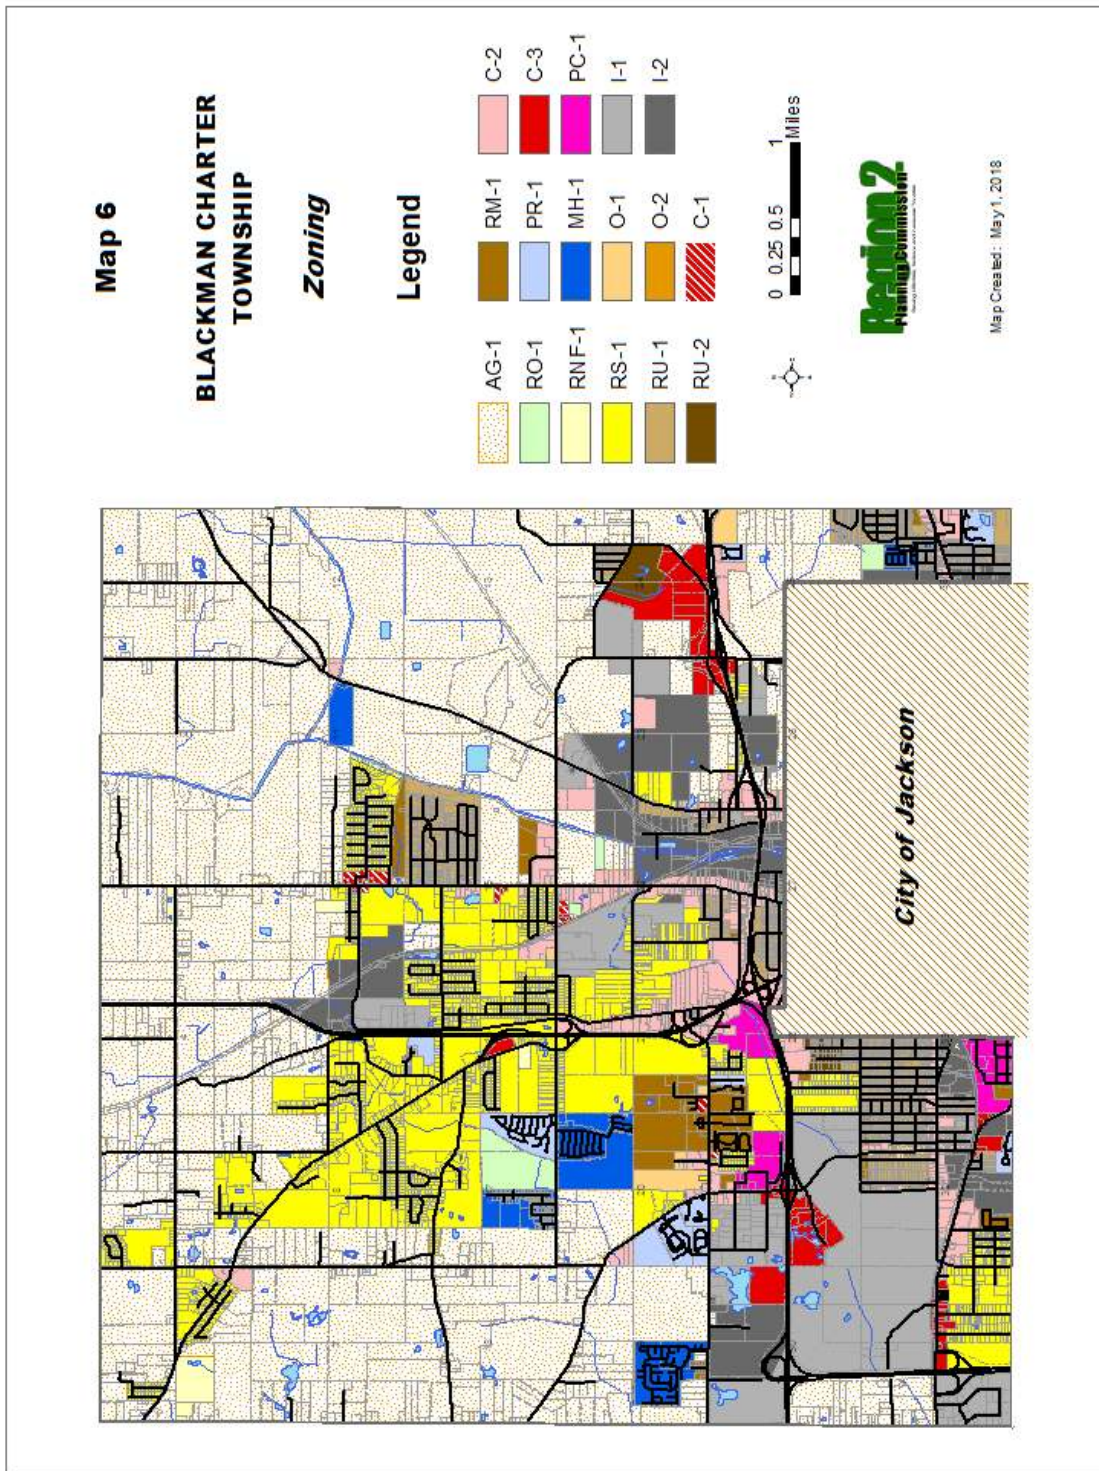 Map 6
BLACKMAN CHARTER
TOWNSHIP
Zoning
Legend
AG-1
RO-1
RNF-1
RS-1
RU-1
RU-2
RM-1
PR-1
MH-1
O-1
O-2
C-1
C-2
C-3
PC-1
I-1
I-2
0 0.25 0.5 1
Miles
Region 2
Planning Commission
Map Created: May 1, 2018
City of Jackson